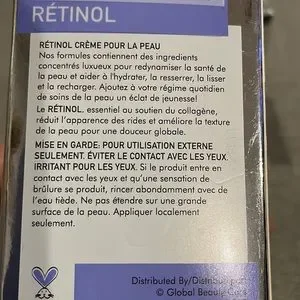 RÉTINOL
RÉTINOL CRÈME POUR LA PEAU
Nos formules contiennent des ingredients
concentrés luxueux pour redynamiser la santé de
la peau et aider à l'hydrater, la resserrer, la lisser
et la recharger. Ajoutez à votre régime quotidien
de soins de la peau un éclat de jeunesse!
Le RÉTINOL, essentiel au soutien du collagène,
réduit l'apparence des rides et améliore la texture
de la peau pour une douceur globale.
MISE EN GARDE: POUR UTILISATION EXTERNE
SEULEMENT. ÉVITER LE CONTACT AVEC LES YEUX.
IRRITANT POUR LES YEUX. Si le produit entre en
contact avec les yeux et qu'une sensation de
brûlure se produit, rincer abondamment avec de
l'eau tiède. Ne pas étendre sur une grande
surface de la peau. Appliquer localement
seulement.
Distributed By/Distribué par:
© Global Beauty Care